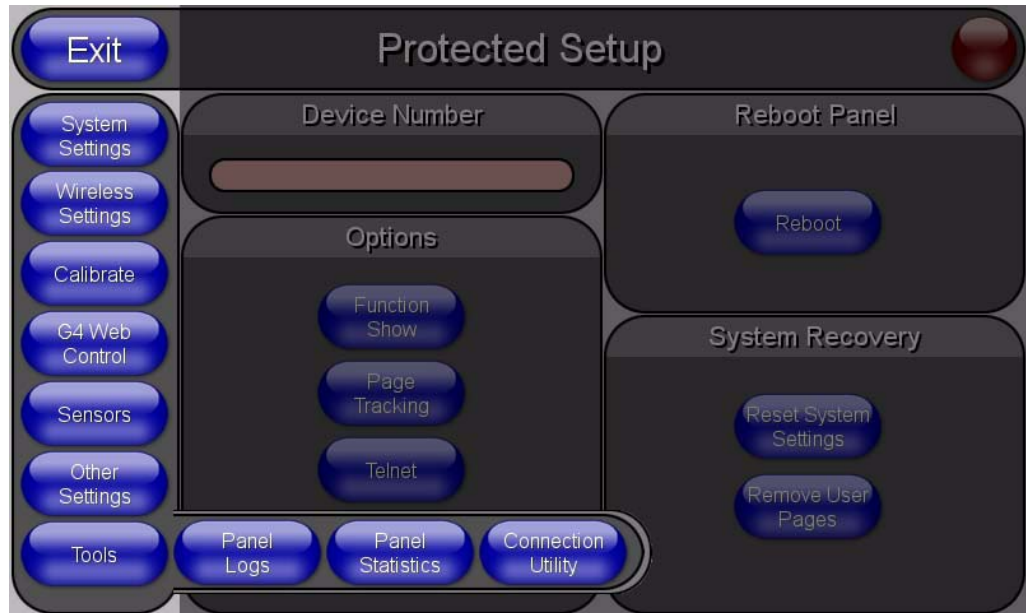 Exit
Protected Setup
System
Settings
Wireless
Settings
Calibrate
G4 Web
Control
Sensors
Other
Settings
Tools
Device Number
Options
Function
Show
Page
Tracking
Telnet
Panel
Logs
Panel
Statistics
Connection
Utility
Reboot Panel
Reboot
System Recovery
Reset System
Settings
Remove User
Pages